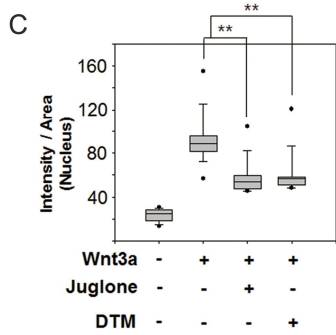 C
**
**
160
120
80
40
Intensity / Area
(Nucleus)
Wnt3a - + + +
Juglone - - + -
DTM - - - +